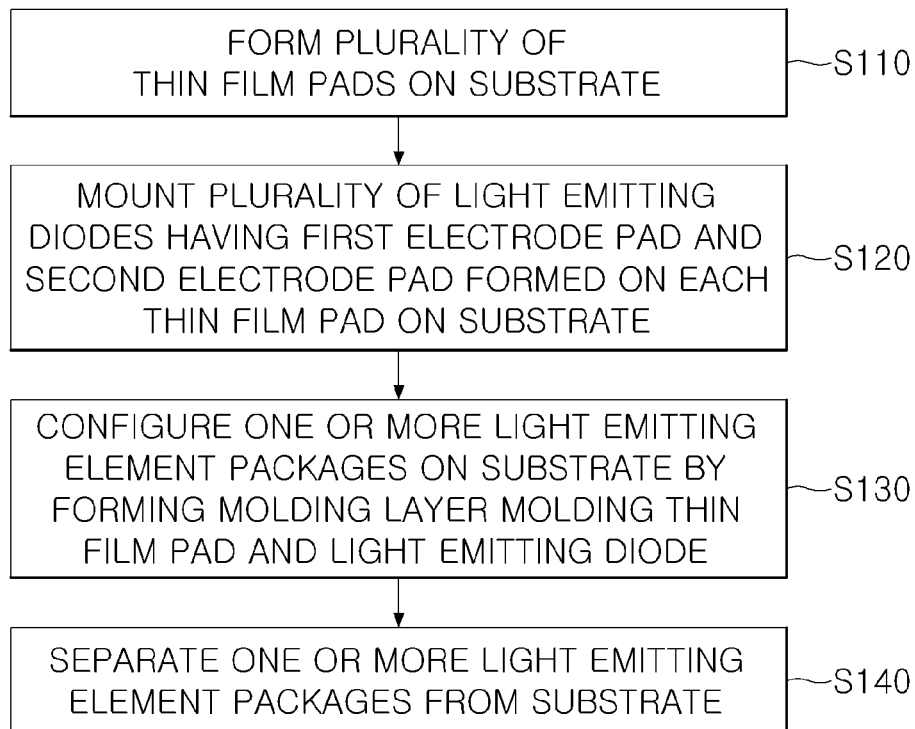 FORM PLURALITY OF
THIN FILM PADS ON SUBSTRATE
S110
MOUNT PLURALITY OF LIGHT EMITTING
DIODES HAVING FIRST ELECTRODE PAD AND
SECOND ELECTRODE PAD FORMED ON EACH
THIN FILM PAD ON SUBSTRATE
S120
CONFIGURE ONE OR MORE LIGHT EMITTING
ELEMENT PACKAGES ON SUBSTRATE BY
FORMING MOLDING LAYER MOLDING THIN
FILM PAD AND LIGHT EMITTING DIODE
S130
SEPARATE ONE OR MORE LIGHT EMITTING
ELEMENT PACKAGES FROM SUBSTRATE
S140